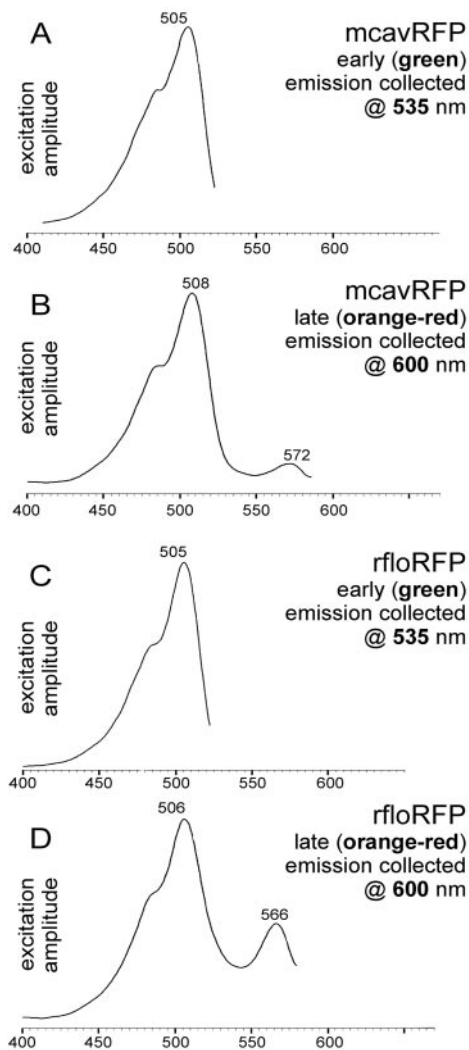 A
505
mcavRFP
early (green)
emission collected
@ 535 nm
excitation
amplitude
400 450 500 550 600
B
508
mcavRFP
late (orange-red)
emission collected
@ 600 nm
excitation
amplitude
572
400 450 500 550 600
C
505
rfloRFP
early (green)
emission collected
@ 535 nm
excitation
amplitude
400 450 500 550 600
D
506
rfloRFP
late (orange-red)
emission collected
@ 600 nm
excitation
amplitude
566
400 450 500 550 600